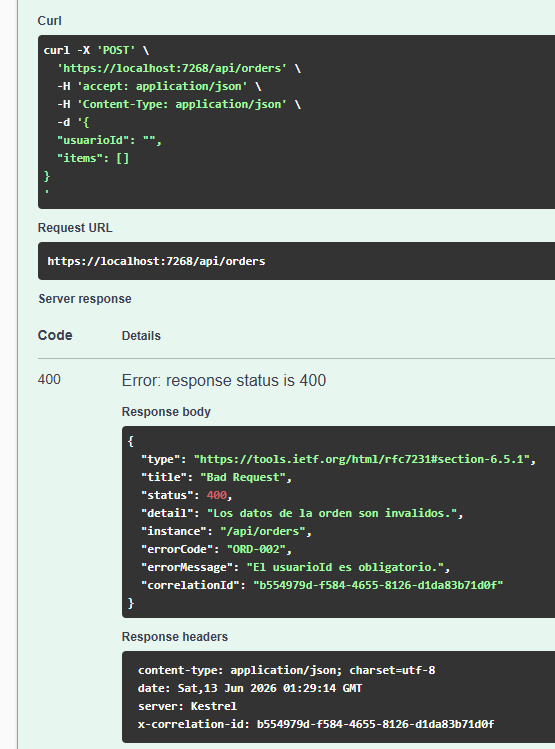 Curl
curl -X 'POST' \
  'https://localhost:7268/api/orders' \
  -H 'accept: application/json' \
  -H 'Content-Type: application/json' \
  -d '{
  "usuarioId": "",
  "items": []
}
'
Request URL
https://localhost:7268/api/orders
Server response
Code Details
400 Error: response status is 400
Response body
{
  "type": "https://tools.ietf.org/html/rfc7231#section-6.5.1",
  "title": "Bad Request",
  "status": 400,
  "detail": "Los datos de la orden son invalidos.",
  "instance": "/api/orders",
  "errorCode": "ORD-002",
  "errorMessage": "El usuarioId es obligatorio.",
  "correlationId": "b554979d-f584-4655-8126-d1da83b71d0f"
}
Response headers
content-type: application/json; charset=utf-8
date: Sat,13 Jun 2026 01:29:14 GMT
server: Kestrel
x-correlation-id: b554979d-f584-4655-8126-d1da83b71d0f